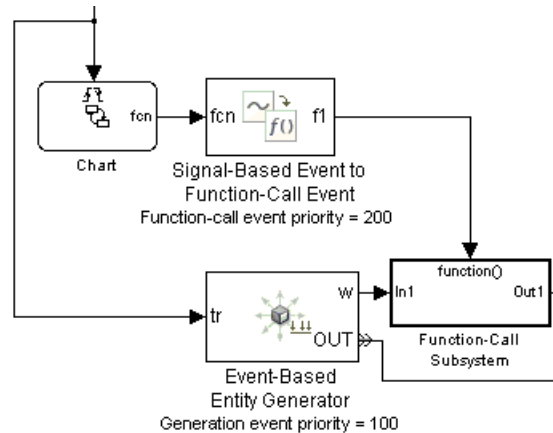 fcn
Chart
fcn
f()
f1
Signal-Based Event to
Function-Call Event
Function-call event priority = 200
function()
In1
Out1
Function-Call
Subsystem
tr
w
OUT
Event-Based
Entity Generator
Generation event priority = 100